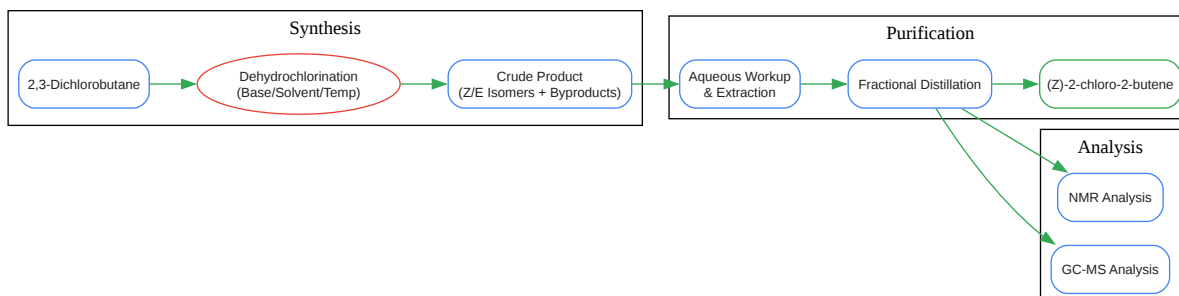 Synthesis
2,3-Dichlorobutane
Dehydrochlorination
(Base/Solvent/Temp)
Crude Product
(Z/E Isomers + Byproducts)
Purification
Aqueous Workup
& Extraction
Fractional Distillation
(Z)-2-chloro-2-butene
Analysis
NMR Analysis
GC-MS Analysis